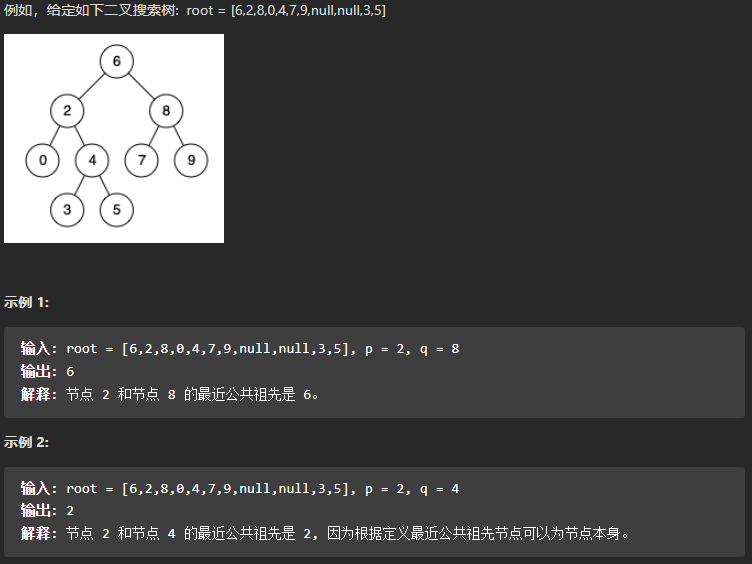 例如，给定如下二叉搜索树:  root = [6,2,8,0,4,7,9,null,null,3,5]
6
2 8
0 4 7 9
3 5
示例 1:
输入: root = [6,2,8,0,4,7,9,null,null,3,5], p = 2, q = 8
输出: 6
解释: 节点 2 和节点 8 的最近公共祖先是 6。
示例 2:
输入: root = [6,2,8,0,4,7,9,null,null,3,5], p = 2, q = 4
输出: 2
解释: 节点 2 和节点 4 的最近公共祖先是 2, 因为根据定义最近公共祖先节点可以为节点本身。